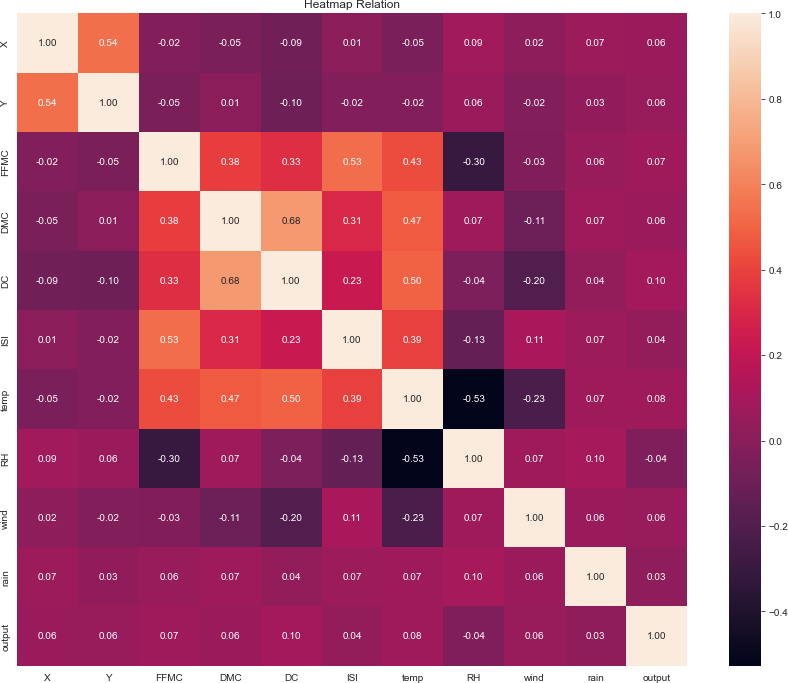 Heatmap Relation
X 1.00 0.54 -0.02 -0.05 -0.09 0.01 -0.05 0.09 0.02 0.07 0.06
Y 0.54 1.00 -0.05 0.01 -0.10 -0.02 -0.02 0.06 -0.02 0.03 0.06
FFMC -0.02 -0.05 1.00 0.38 0.33 0.53 0.43 -0.30 -0.03 0.06 0.07
DMC -0.05 0.01 0.38 1.00 0.68 0.31 0.47 0.07 -0.11 0.07 0.06
DC -0.09 -0.10 0.33 0.68 1.00 0.23 0.50 -0.04 -0.20 0.04 0.10
ISI 0.01 -0.02 0.53 0.31 0.23 1.00 0.39 -0.13 0.11 0.07 0.04
temp -0.05 -0.02 0.43 0.47 0.50 0.39 1.00 -0.53 -0.23 0.07 0.08
RH 0.09 0.06 -0.30 0.07 -0.04 -0.13 -0.53 1.00 0.07 0.10 -0.04
wind 0.02 -0.02 -0.03 -0.11 -0.20 0.11 -0.23 0.07 1.00 0.06 0.06
rain 0.07 0.03 0.06 0.07 0.04 0.07 0.07 0.10 0.06 1.00 0.03
output 0.06 0.06 0.07 0.06 0.10 0.04 0.08 -0.04 0.06 0.03 1.00
X Y FFMC DMC DC ISI temp RH wind rain output
1.0
0.8
0.6
0.4
0.2
0.0
−0.2
−0.4